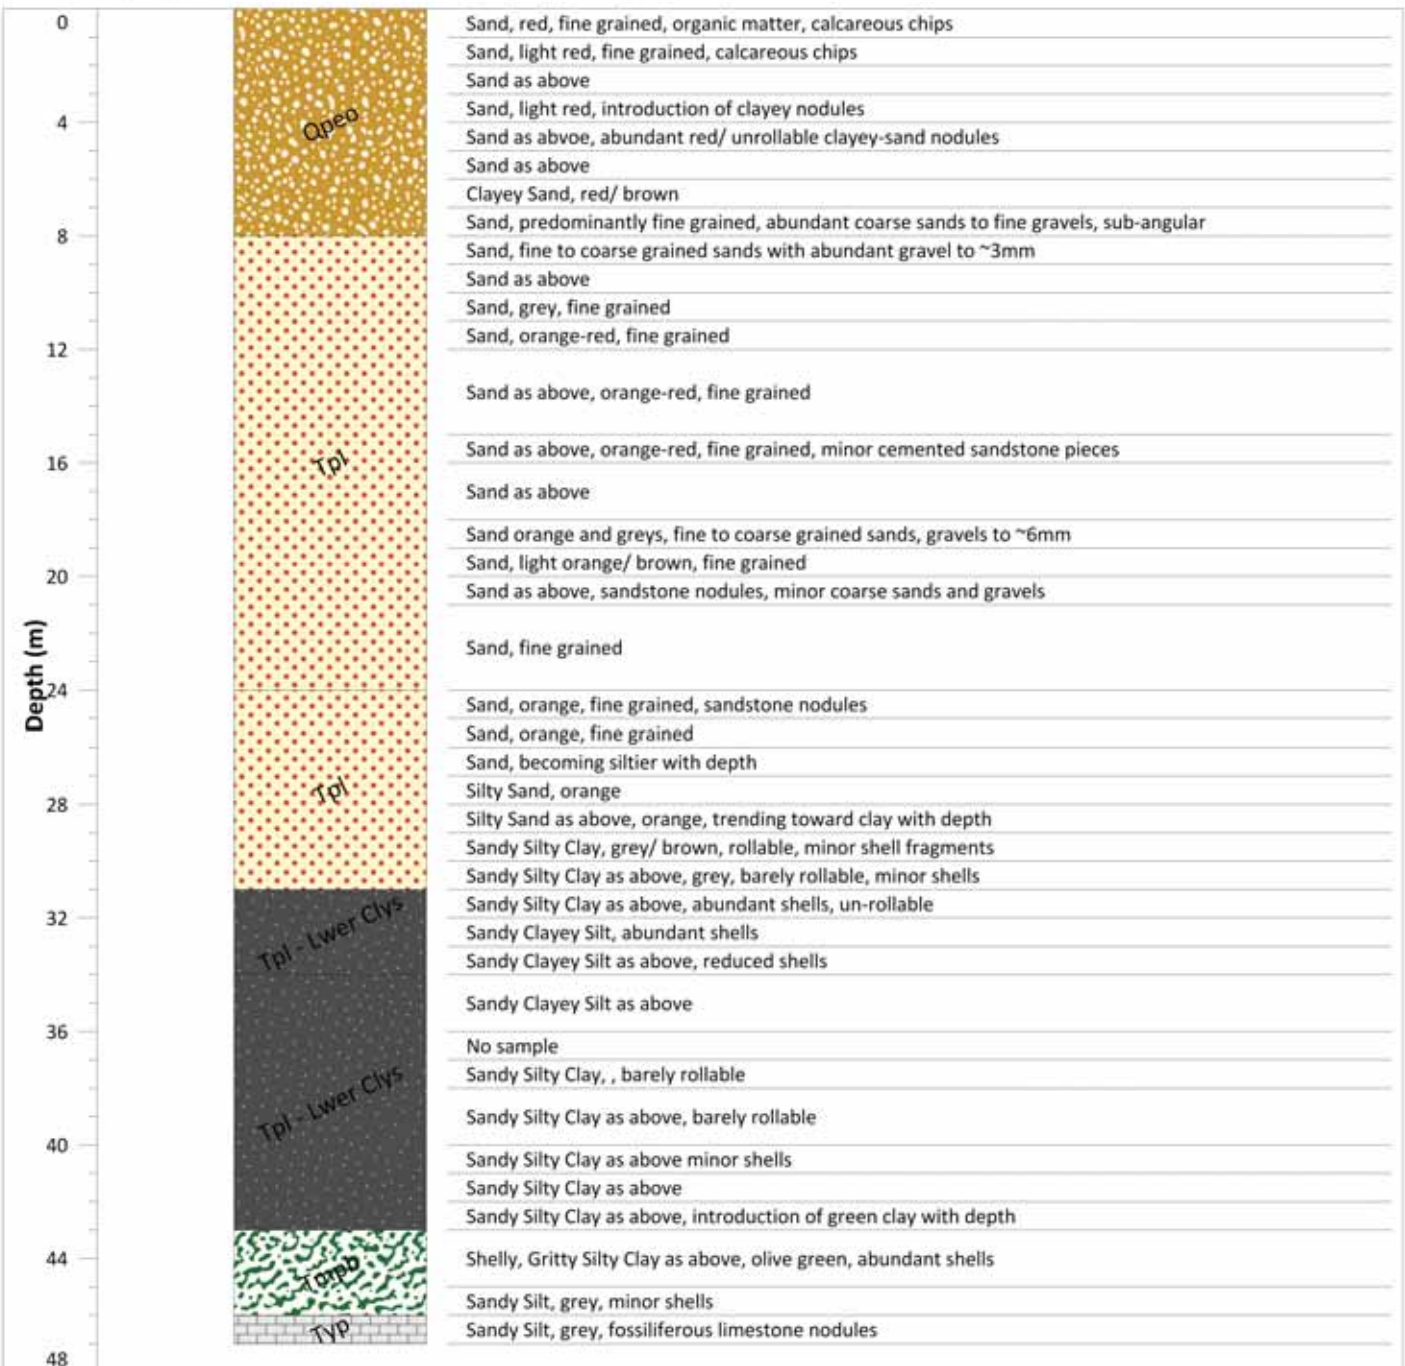 0
Sand, red, fine grained, organic matter, calcareous chips
Sand, light red, fine grained, calcareous chips
Sand as above
Sand, light red, introduction of clayey nodules
4
Qpeo
Sand as abvoe, abundant red/ unrollable clayey-sand nodules
Sand as above
Clayey Sand, red/ brown
Sand, predominantly fine grained, abundant coarse sands to fine gravels, sub-angular
8
Sand, fine to coarse grained sands with abundant gravel to ~3mm
Sand as above
Sand, grey, fine grained
Sand, orange-red, fine grained
12
Sand as above, orange-red, fine grained
Sand as above, orange-red, fine grained, minor cemented sandstone pieces
16
Tpl
Sand as above
Sand orange and greys, fine to coarse grained sands, gravels to ~6mm
Sand, light orange/ brown, fine grained
20
Sand as above, sandstone nodules, minor coarse sands and gravels
Sand, fine grained
Depth (m)
24
Sand, orange, fine grained, sandstone nodules
Sand, orange, fine grained
Sand, becoming siltier with depth
Tpl
Silty Sand, orange
28
Silty Sand as above, orange, trending toward clay with depth
Sandy Silty Clay, grey/ brown, rollable, minor shell fragments
Sandy Silty Clay as above, grey, barely rollable, minor shells
Sandy Silty Clay as above, abundant shells, un-rollable
32
Tpl - Lwer Clys
Sandy Clayey Silt, abundant shells
Sandy Clayey Silt as above, reduced shells
Sandy Clayey Silt as above
36
No sample
Sandy Silty Clay, , barely rollable
Tpl - Lwer Clys
Sandy Silty Clay as above, barely rollable
40
Sandy Silty Clay as above minor shells
Sandy Silty Clay as above
Sandy Silty Clay as above, introduction of green clay with depth
44
Tmpb
Shelly, Gritty Silty Clay as above, olive green, abundant shells
Sandy Silt, grey, minor shells
Typ
Sandy Silt, grey, fossiliferous limestone nodules
48